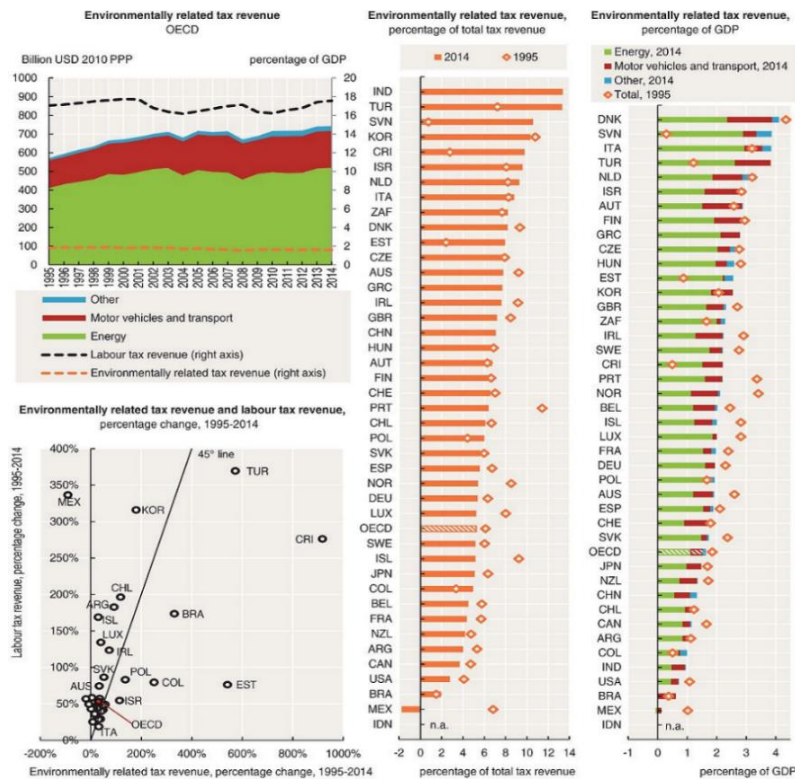 Environmentally related tax revenue
OECD
Billion USD 2010 PPP
percentage of GDP
1000
900
800
700
600
500
400
300
200
100
0
20
18
16
14
12
10
8
6
4
2
0
1995
1996
1997
1998
1999
2000
2001
2002
2003
2004
2005
2006
2007
2008
2009
2010
2011
2012
2013
2014
Other
Motor vehicles and transport
Energy
Labour tax revenue (right axis)
Environmentally related tax revenue (right axis)
Environmentally related tax revenue and labour tax revenue,
percentage change, 1995-2014
Labour tax revenue, percentage change, 1995-2014
400%
350%
300%
250%
200%
150%
100%
50%
0%
45° line
TUR
MEX
KOR
CRI
CHL
ARG
ISL
BRA
LUX
IRL
SVK
POL
AUS
COL
EST
ISR
OECD
ITA
-200%
0%
200%
400%
600%
800%
1000%
Environmentally related tax revenue, percentage change, 1995-2014
Environmentally related tax revenue,
percentage of total tax revenue
2014
1995
IND
TUR
SVN
KOR
CRI
ISR
NLD
ITA
ZAF
DNK
EST
CZE
AUS
GRC
IRL
GBR
CHN
HUN
AUT
FIN
CHE
PRT
CHL
POL
SVK
ESP
NOR
DEU
LUX
OECD
SWE
ISL
JPN
COL
BEL
FRA
NZL
ARG
CAN
USA
BRA
MEX
IDN
n.a.
-2
0
2
4
6
8
10
12
14
percentage of total tax revenue
Environmentally related tax revenue,
percentage of GDP
Energy, 2014
Motor vehicles and transport, 2014
Other, 2014
Total, 1995
DNK
SVN
ITA
TUR
NLD
ISR
AUT
FIN
GRC
CZE
HUN
EST
KOR
GBR
ZAF
IRL
SWE
CRI
PRT
NOR
BEL
ISL
LUX
FRA
DEU
POL
AUS
ESP
CHE
SVK
OECD
JPN
NZL
CHN
CHL
CAN
ARG
COL
IND
USA
BRA
MEX
IDN
n.a.
-1
0
1
2
3
4
percentage of GDP